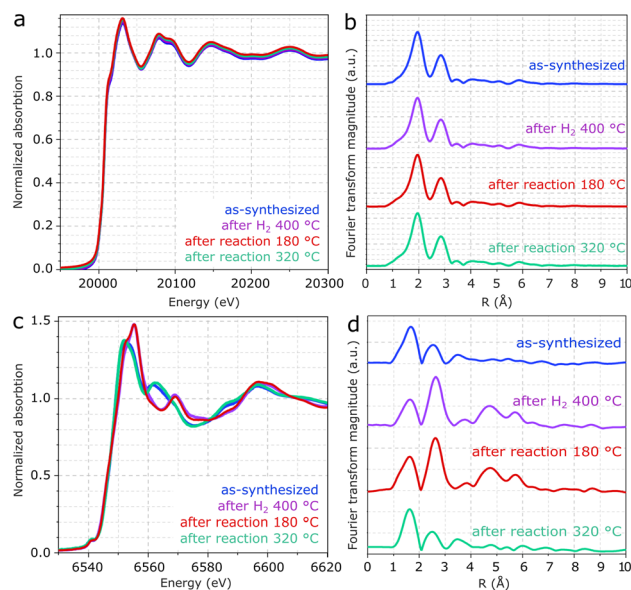 a
Normalized absorbtion
1.0
0.8
0.6
0.4
0.2
0.0
as-synthesized
after H₂ 400 °C
after reaction 180 °C
after reaction 320 °C
20000
20100
20200
20300
Energy (eV)
b
Fourier transform magnitude (a.u.)
as-synthesized
after H₂ 400 °C
after reaction 180 °C
after reaction 320 °C
0 1 2 3 4 5 6 7 8 9 10
R (Å)
c
Normalized absorbtion
1.5
1.0
0.5
0.0
as-synthesized
after H₂ 400 °C
after reaction 180 °C
after reaction 320 °C
6540 6560 6580 6600 6620
Energy (eV)
d
Fourier transform magnitude (a.u.)
as-synthesized
after H₂ 400 °C
after reaction 180 °C
after reaction 320 °C
0 1 2 3 4 5 6 7 8 9 10
R (Å)